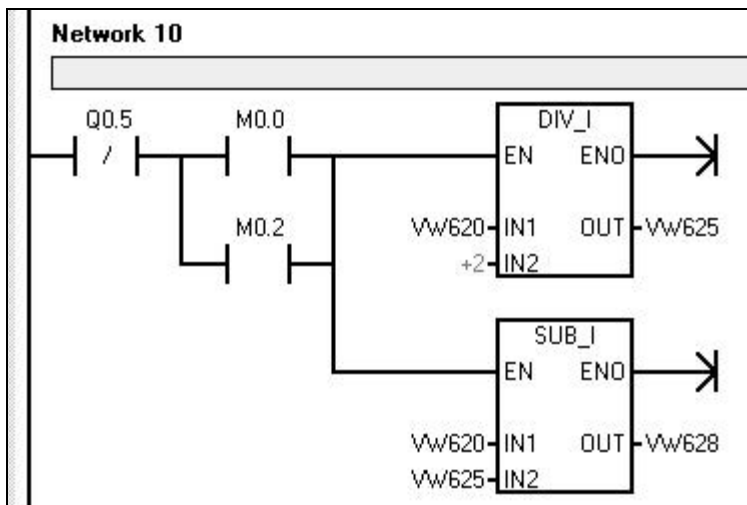 Network 10
Q0.5 M0.0 DIV_I
/ EN ENO
M0.2 VW620 IN1 OUT VW625
+2 IN2
SUB_I
EN ENO
VW620 IN1 OUT VW628
VW625 IN2